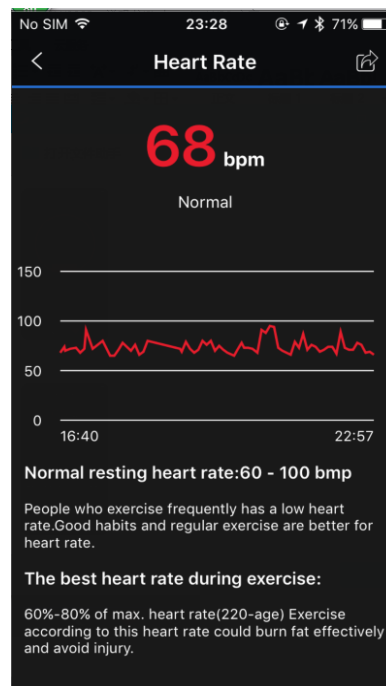 No SIM 23:28 71%
Heart Rate
68 bpm
Normal
150
100
50
0
16:40 22:57
Normal resting heart rate:60 - 100 bmp
People who exercise frequently has a low heart
rate.Good habits and regular exercise are better for
heart rate.
The best heart rate during exercise:
60%-80% of max. heart rate(220-age) Exercise
according to this heart rate could burn fat effectively
and avoid injury.